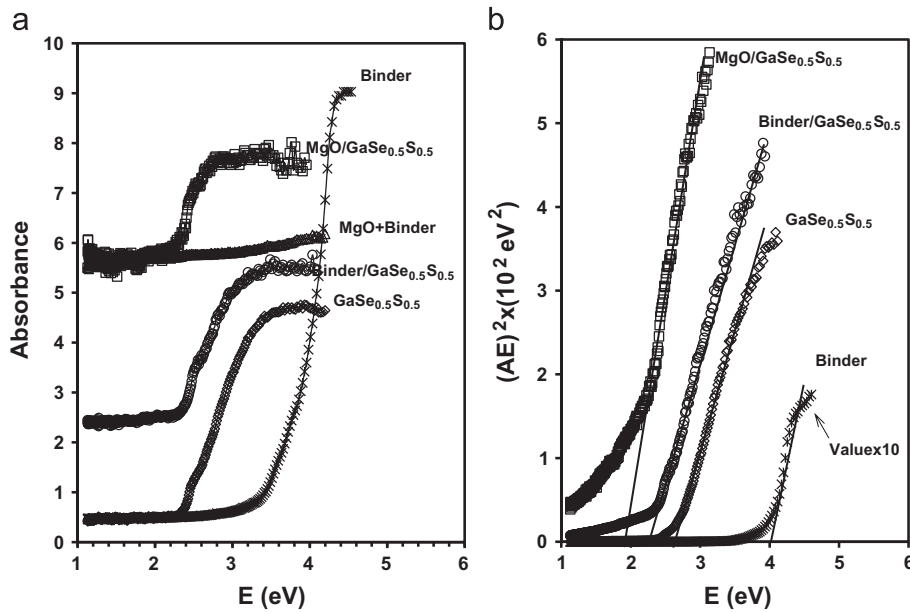 a
10
9
8
7
6
5
4
3
2
1
0
Absorbance
Binder
MgO/GaSe0.5S0.5
MgO+Binder
Binder/GaSe0.5S0.5
GaSe0.5S0.5
1 2 3 4 5 6
E (eV)
b
6
5
4
3
2
1
0
(AE)²x(10² eV²)
MgO/GaSe0.5S0.5
Binder/GaSe0.5S0.5
GaSe0.5S0.5
Binder
Valuex10
1 2 3 4 5 6
E (eV)